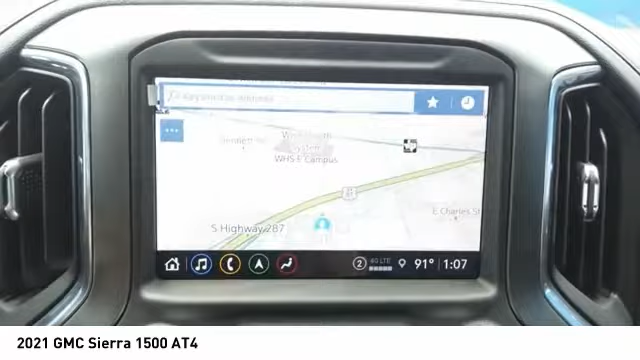 Keyword or address
Bennett
WHS E Campus
System
E Charles St
S Highway 287
2
4G LTE
91°
1:07
2021 GMC Sierra 1500 AT4